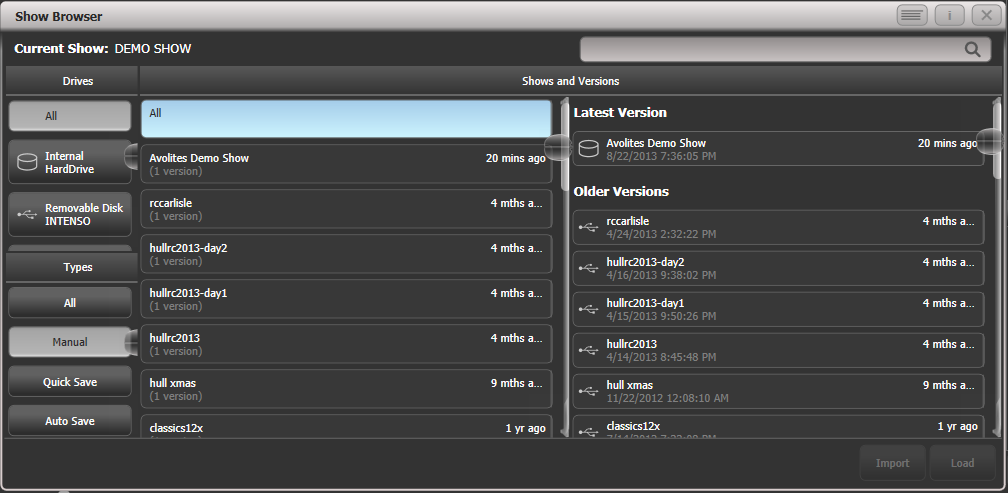 Show Browser
Current Show: DEMO SHOW
Drives
Shows and Versions
All
Internal
HardDrive
Removable Disk
INTENSO
Types
All
Manual
Quick Save
Auto Save
All
Avolites Demo Show 20 mins ago
(1 version)
rccarlisle 4 mths a...
(1 version)
hullrc2013-day2 4 mths a...
(1 version)
hullrc2013-day1 4 mths a...
(1 version)
hullrc2013 4 mths a...
(1 version)
hull xmas 9 mths a...
(1 version)
classics12x 1 yr ago
Latest Version
Avolites Demo Show 20 mins ago
8/22/2013 7:36:05 PM
Older Versions
rccarlisle 4 mths a...
4/24/2013 2:32:22 PM
hullrc2013-day2 4 mths a...
4/16/2013 9:38:02 PM
hullrc2013-day1 4 mths a...
4/15/2013 9:50:26 PM
hullrc2013 4 mths a...
4/14/2013 8:45:48 PM
hull xmas 9 mths a...
11/22/2012 12:08:10 AM
classics12x 1 yr ago
Import
Load